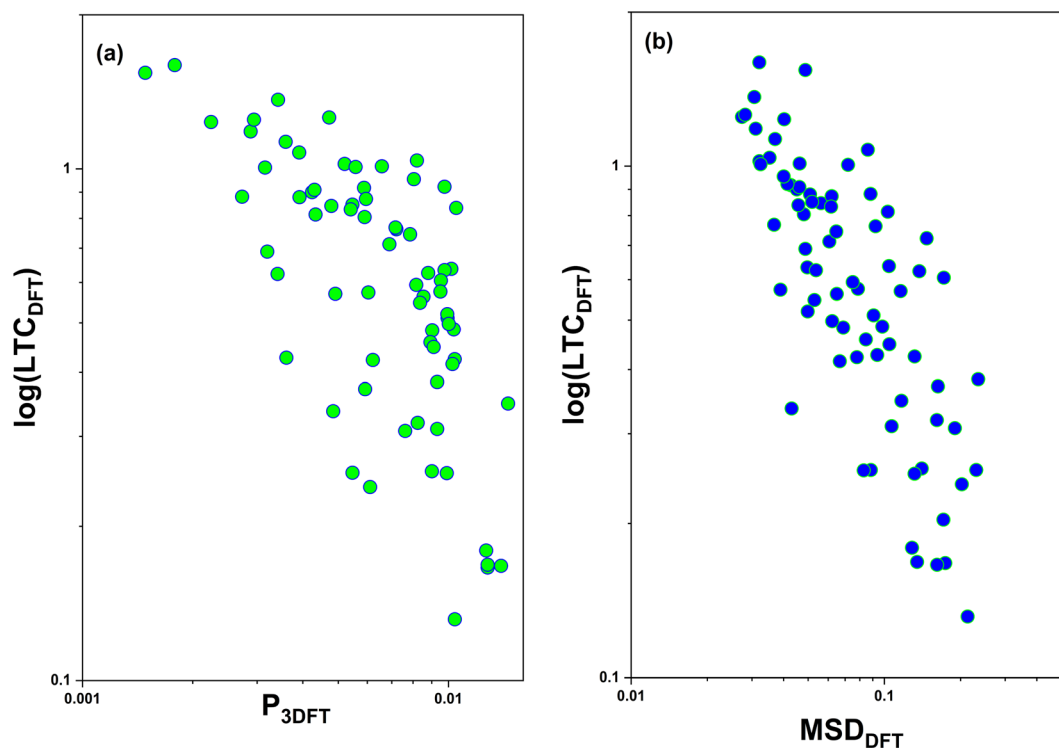 (a)
1
0.1
0.001
0.01
log(LTC_DFT)
P_3DFT
(b)
1
0.1
0.01
0.1
log(LTC_DFT)
MSD_DFT